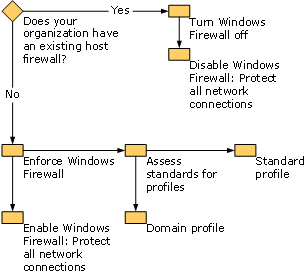 Does your
organization have
an existing host
firewall?
Yes
Turn Windows
Firewall off
Disable Windows
Firewall: Protect
all network
connections
No
Enforce Windows
Firewall
Assess
standards for
profiles
Standard
profile
Enable Windows
Firewall: Protect
all network
connections
Domain profile